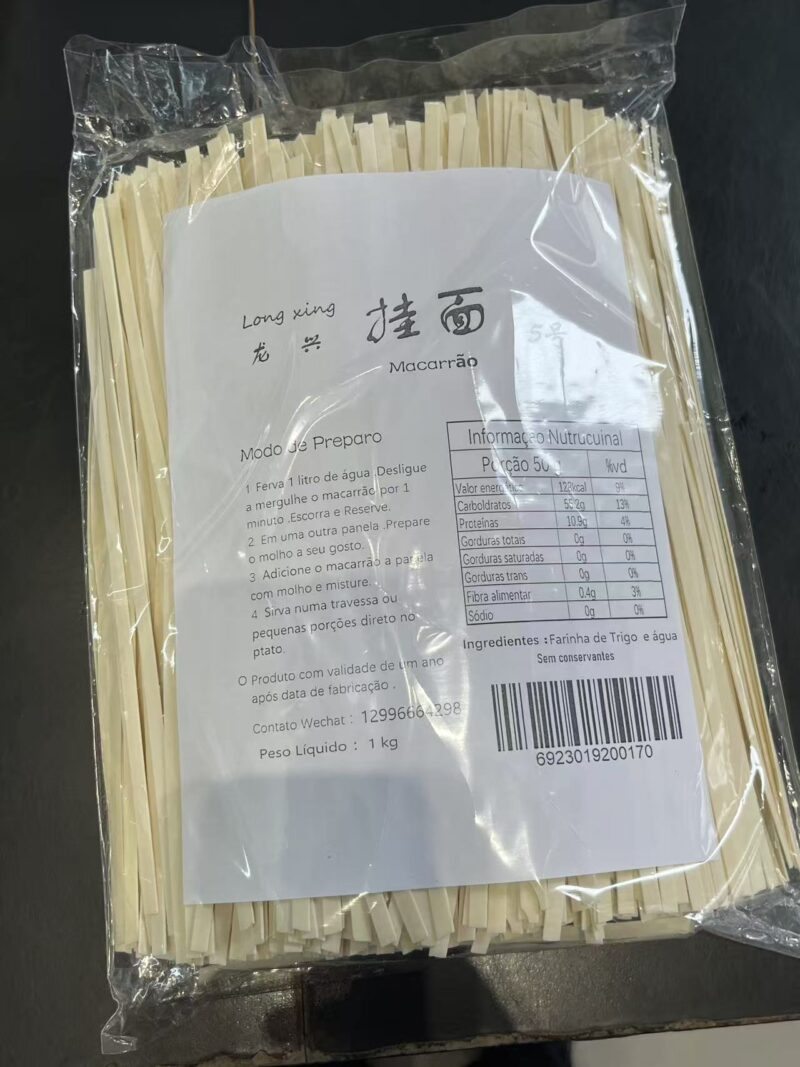 Long xing 挂面
龙兴
Macarrão
5号
Modo de Preparo
1 Ferva 1 litro de água .Desligue
a mergulhe o macarrão por 1
minuto .Escorra e Reserve.
2 Em uma outra panela .Prepare
o molho a seu gosto.
3 Adicione o macarrão a panela
com molho e misture.
4 Sirva numa travessa ou
pequenas porções direto no
ptato.
O Produto com validade de um ano
após data de fabricação .
Contato Wechat : 12996664298
Peso Líquido : 1 kg
Informação Nutrucuinal
Porção 50 g %vd
Valor energético 123kcal 9%
Carboldratos 55.2g 13%
Proteínas 10.9g 4%
Gorduras totais 0g 0%
Gorduras saturadas 0g 0%
Gorduras trans 0g 0%
Fibra alimentar 0.4g 3%
Sódio 0g 0%
Ingredientes : Farinha de Trigo e água
Sem conservantes
6923019200170